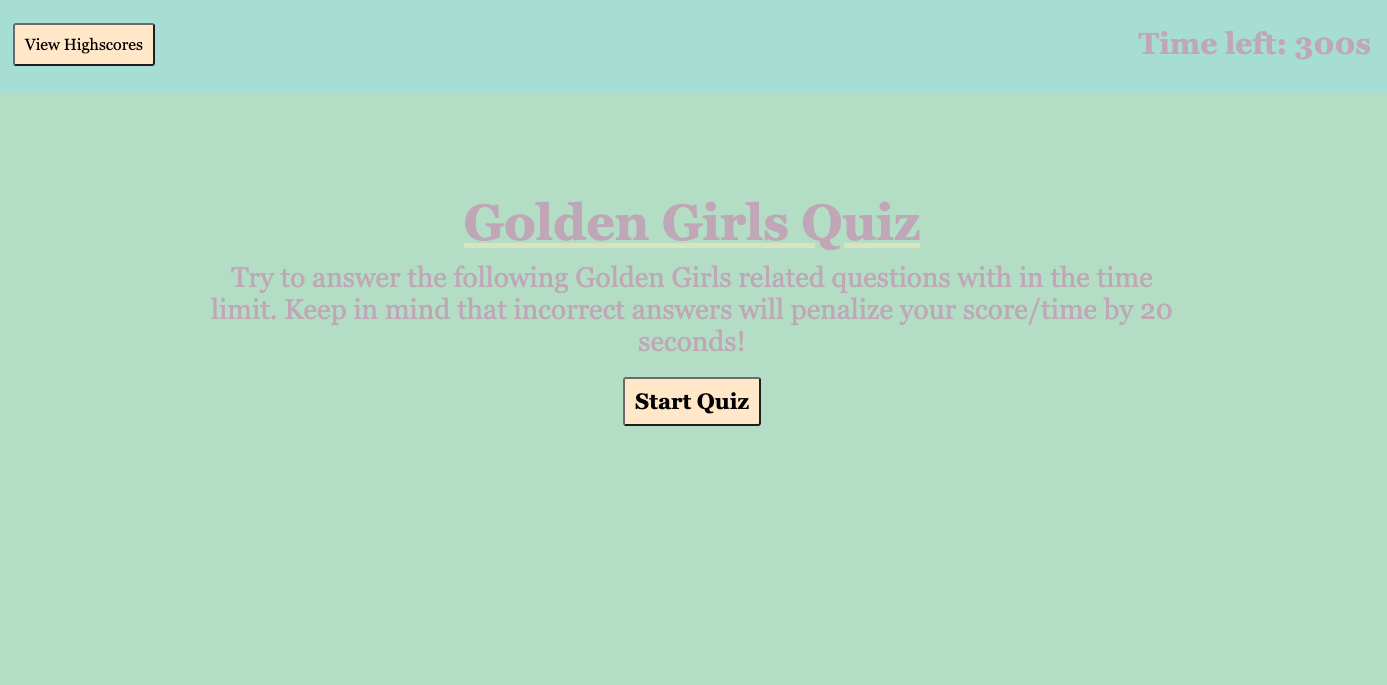 View Highscores
Time left: 300s
Golden Girls Quiz
Try to answer the following Golden Girls related questions with in the time
limit. Keep in mind that incorrect answers will penalize your score/time by 20
seconds!
Start Quiz